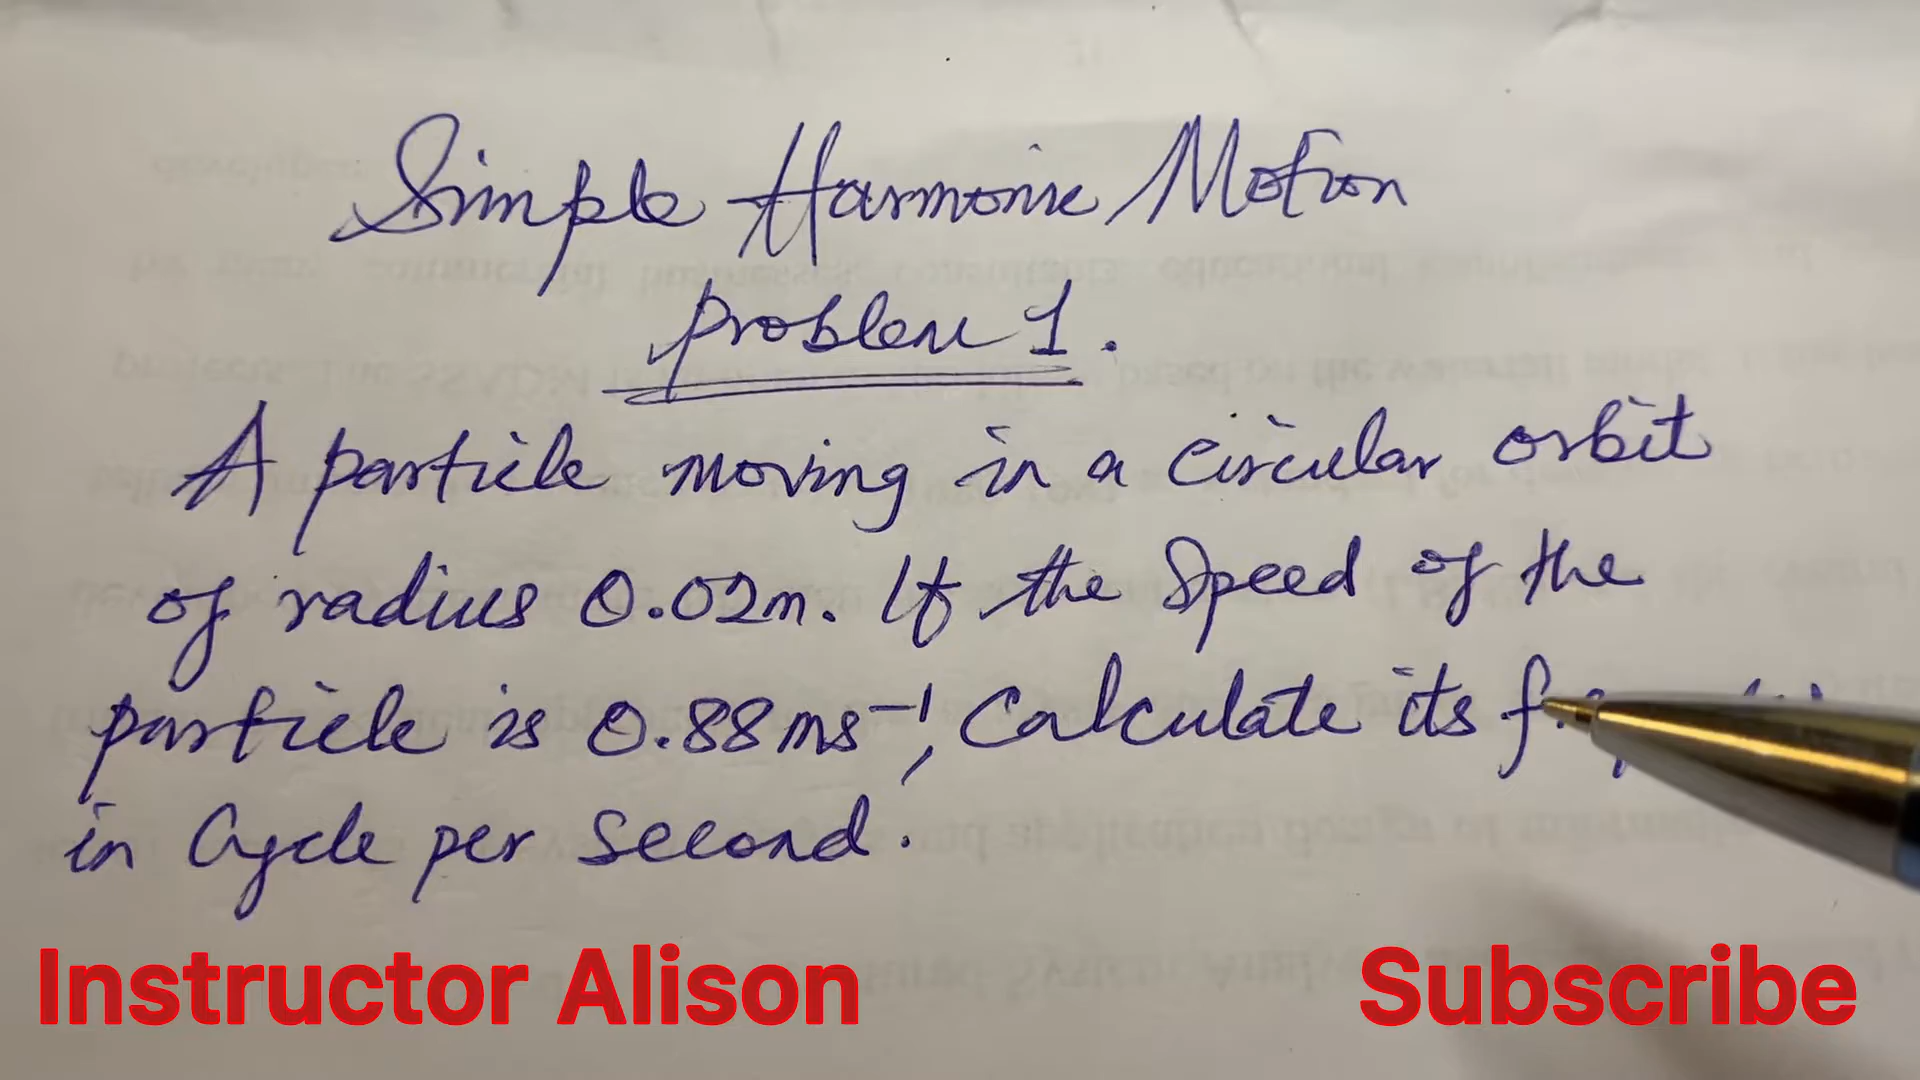 Simple Harmonic Motion
Problem 1.
A particle moving in a circular orbit
of radius 0.02m. If the speed of the
particle is 0.88ms⁻¹, Calculate its
in Cycle per second.
Instructor Alison
Subscribe